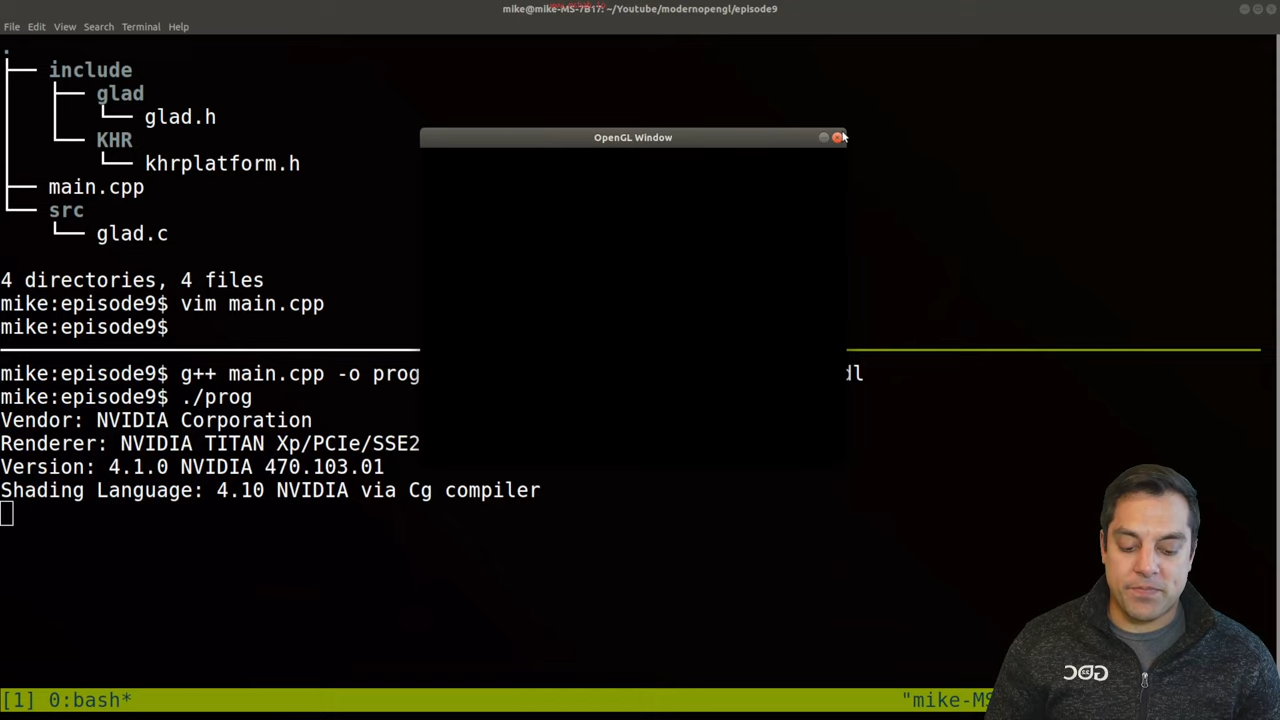 mike@mike-MS-7B17: ~/Youtube/modernopengl/episode9
File Edit View Search Terminal Help
.
├── include
│   ├── glad
│   │   └── glad.h
│   └── KHR
│       └── khrplatform.h
├── main.cpp
└── src
    └── glad.c
4 directories, 4 files
mike:episode9$ vim main.cpp
mike:episode9$
OpenGL Window
mike:episode9$ g++ main.cpp -o prog dl
mike:episode9$ ./prog
Vendor: NVIDIA Corporation
Renderer: NVIDIA TITAN Xp/PCIe/SSE2
Version: 4.1.0 NVIDIA 470.103.01
Shading Language: 4.10 NVIDIA via Cg compiler
[1] 0:bash* "mike-MS
GDC